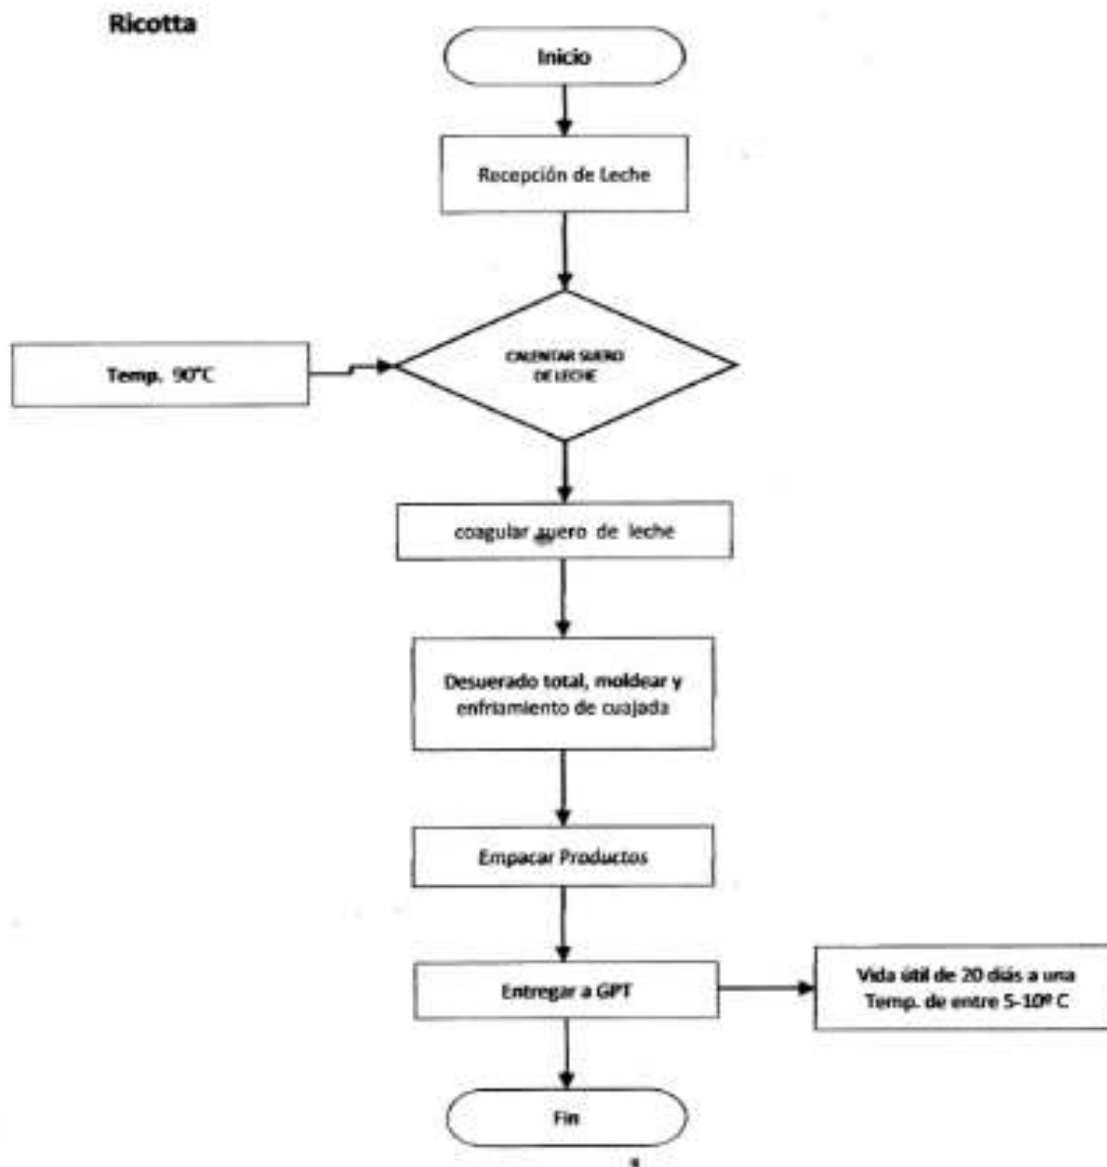 Ricotta
Inicio
Recepción de Leche
Temp. 90°C
CALENTAR SUERO
DE LECHE
coagular suero de leche
Desuerado total, moldear y
enfriamiento de cuajada
Empacar Productos
Entregar a GPT
Vida útil de 20 diás a una
Temp. de entre 5-10º C
Fin